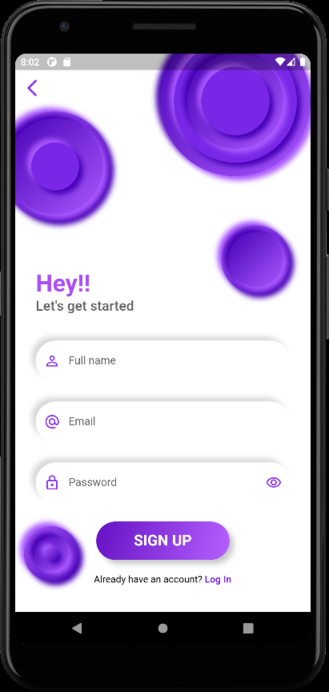 8:02
Hey!!
Let's get started
Full name
Email
Password
SIGN UP
Already have an account? Log In